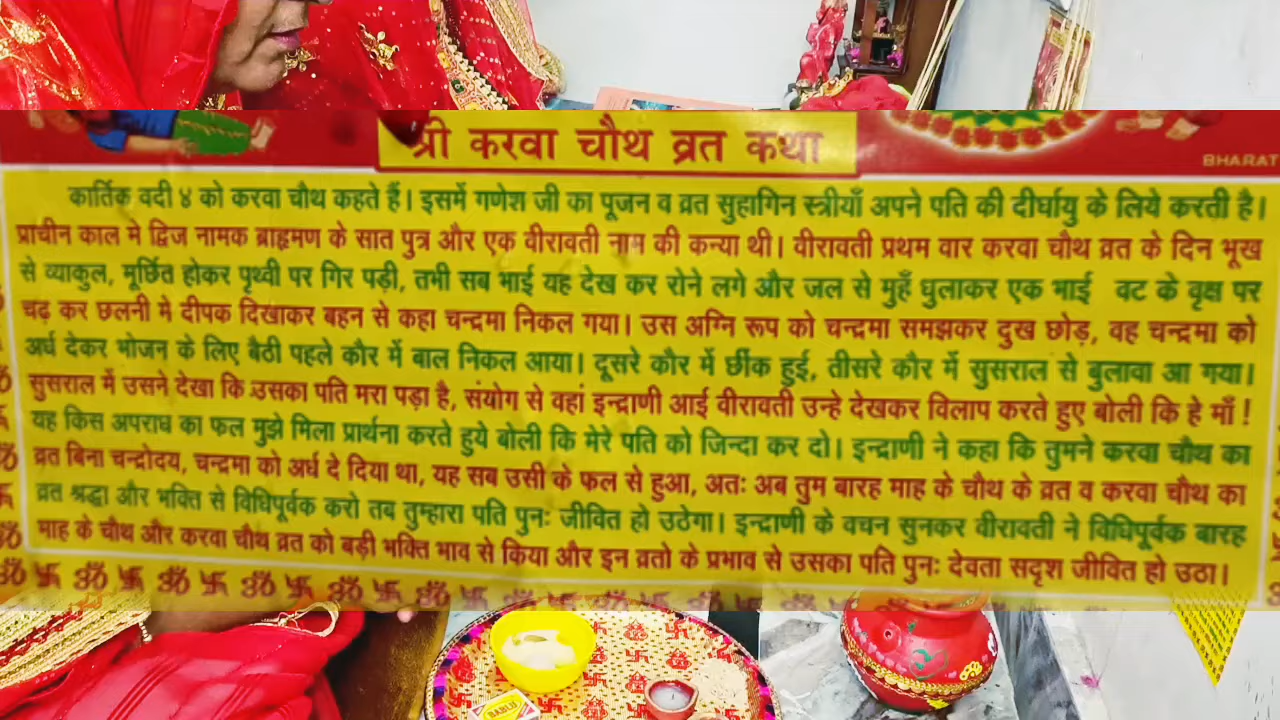 श्री करवा चौथ व्रत कथा
BHARAT
कार्तिक वदी ४ को करवा चौथ कहते हैं। इसमें गणेश जी का पूजन व व्रत सुहागिन स्त्रीयाँ अपने पति की दीर्घायु के लिये करती है।
प्राचीन काल मे द्विज नामक ब्राह्रमण के सात पुत्र और एक वीरावती नाम की कन्या थी। वीरावती प्रथम वार करवा चौथ व्रत के दिन भूख
से व्याकुल, मूर्छित होकर पृथ्वी पर गिर पड़ी, तभी सब भाई यह देख कर रोने लगे और जल से मुहँ धुलाकर एक भाई वट के वृक्ष पर
चढ़ कर छलनी मे दीपक दिखाकर बहन से कहा चन्द्रमा निकल गया। उस अग्नि रूप को चन्द्रमा समझकर दुख छोड़, वह चन्द्रमा को
अर्ध देकर भोजन के लिए बैठी पहले कौर में बाल निकल आया। दूसरे कौर में छींक हुई, तीसरे कौर में सुसराल से बुलावा आ गया।
सुसराल में उसने देखा कि उसका पति मरा पड़ा है, संयोग से वहां इन्द्राणी आई वीरावती उन्हे देखकर विलाप करते हुए बोली कि हे माँ !
यह किस अपराध का फल मुझे मिला प्रार्थना करते हुये बोली कि मेरे पति को जिन्दा कर दो। इन्द्राणी ने कहा कि तुमने करवा चौथ का
व्रत बिना चन्द्रोदय, चन्द्रमा को अर्ध दे दिया था, यह सब उसी के फल से हुआ, अतः अब तुम बारह माह के चौथ के व्रत व करवा चौथ का
व्रत श्रद्धा और भक्ति से विधिपूर्वक करो तब तुम्हारा पति पुनः जीवित हो उठेगा। इन्द्राणी के वचन सुनकर वीरावती ने विधिपूर्वक बारह
माह के चौथ और करवा चौथ व्रत को बड़ी भक्ति भाव से किया और इन व्रतो के प्रभाव से उसका पति पुनः देवता सदृश जीवित हो उठा।
ॐ ॐ ॐ ॐ ॐ ॐ
BABLU